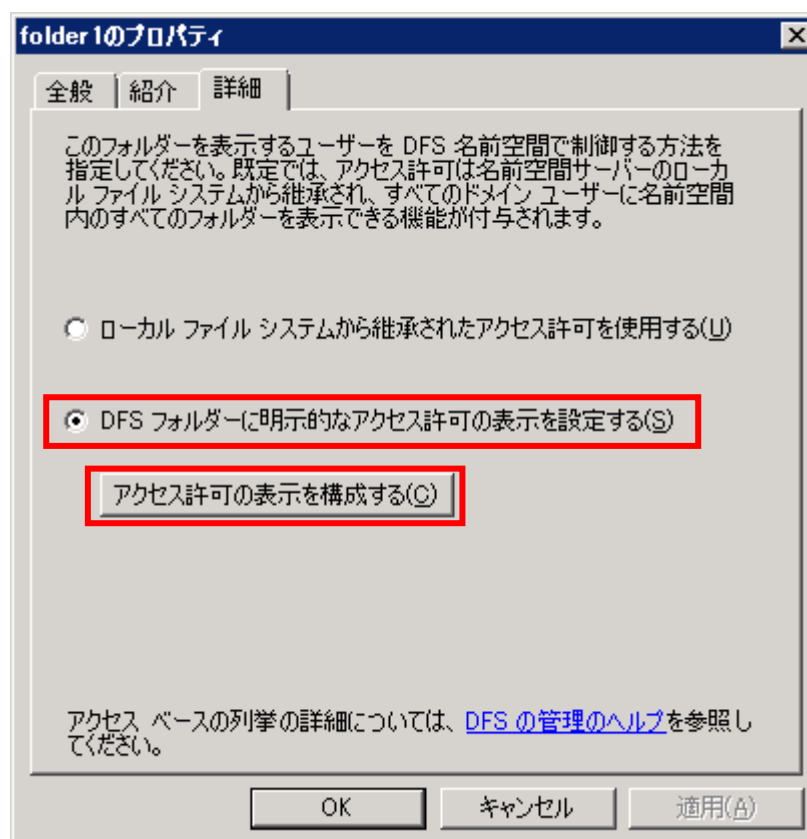 folder1のプロパティ
全般
紹介
詳細
このフォルダーを表示するユーザーを DFS 名前空間で制御する方法を
指定してください。既定では、アクセス許可は名前空間サーバーのローカ
ル ファイル システムから継承され、すべてのドメイン ユーザーに名前空間
内のすべてのフォルダーを表示できる機能が付与されます。
ローカル ファイル システムから継承されたアクセス許可を使用する(U)
DFS フォルダーに明示的なアクセス許可の表示を設定する(S)
アクセス許可の表示を構成する(C)
アクセス ベースの列挙の詳細については、DFS の管理のヘルプを参照し
てください。
OK
キャンセル
適用(A)